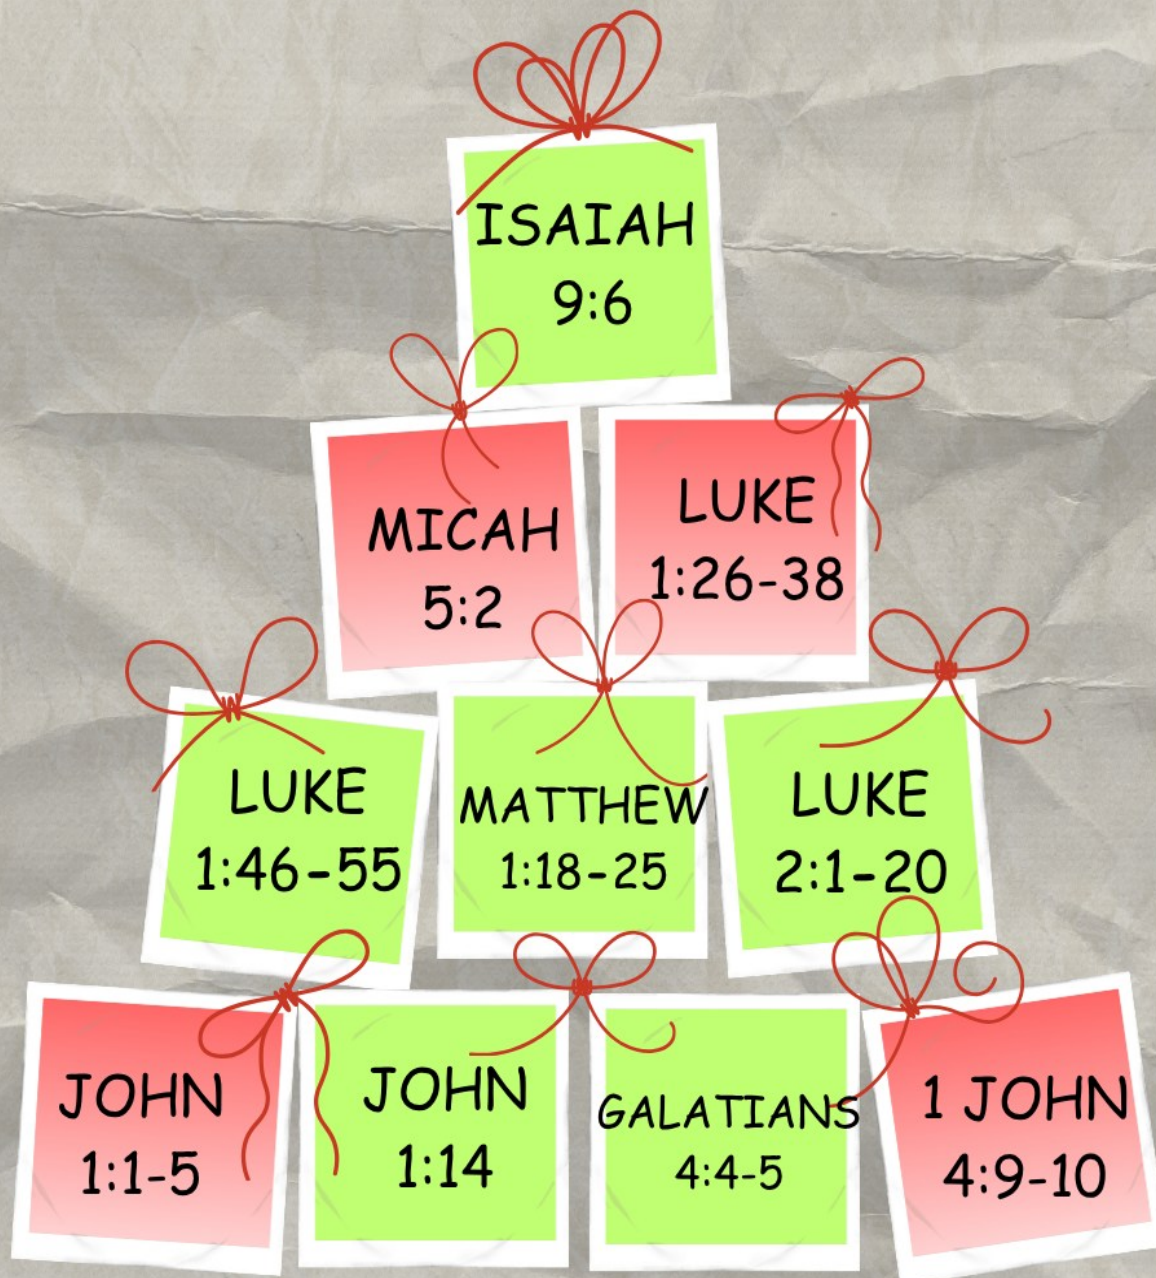 ISAIAH
9:6
MICAH
5:2
LUKE
1:26-38
LUKE
1:46-55
MATTHEW
1:18-25
LUKE
2:1-20
JOHN
1:1-5
JOHN
1:14
GALATIANS
4:4-5
1 JOHN
4:9-10